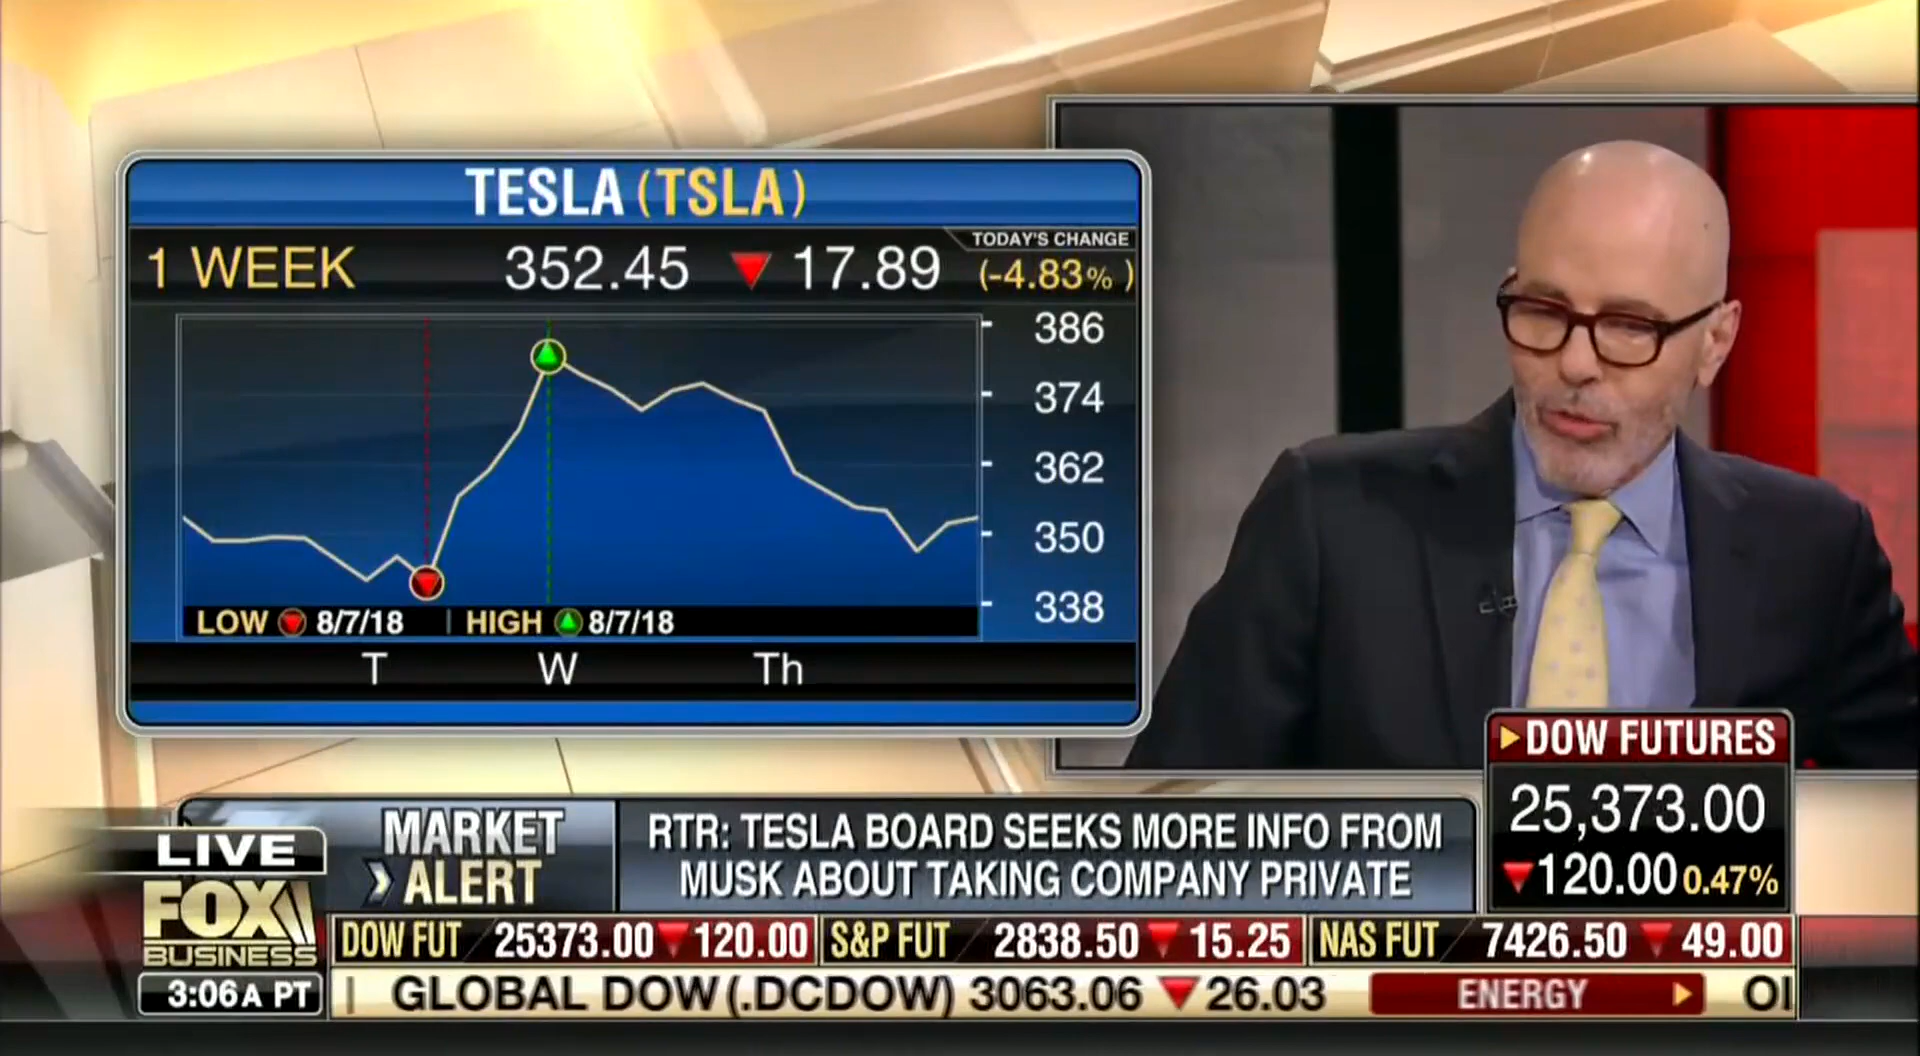 TESLA (TSLA)
1 WEEK 352.45 17.89 TODAY'S CHANGE (-4.83%)
386
374
362
350
338
LOW 8/7/18 | HIGH 8/7/18
T W Th
DOW FUTURES
25,373.00
120.00 0.47%
MARKET
ALERT
RTR: TESLA BOARD SEEKS MORE INFO FROM
MUSK ABOUT TAKING COMPANY PRIVATE
LIVE
FOX
BUSINESS
3:06A PT
DOW FUT 25373.00 120.00 S&P FUT 2838.50 15.25 NAS FUT 7426.50 49.00
GLOBAL DOW (.DCDOW) 3063.06 26.03 ENERGY OI